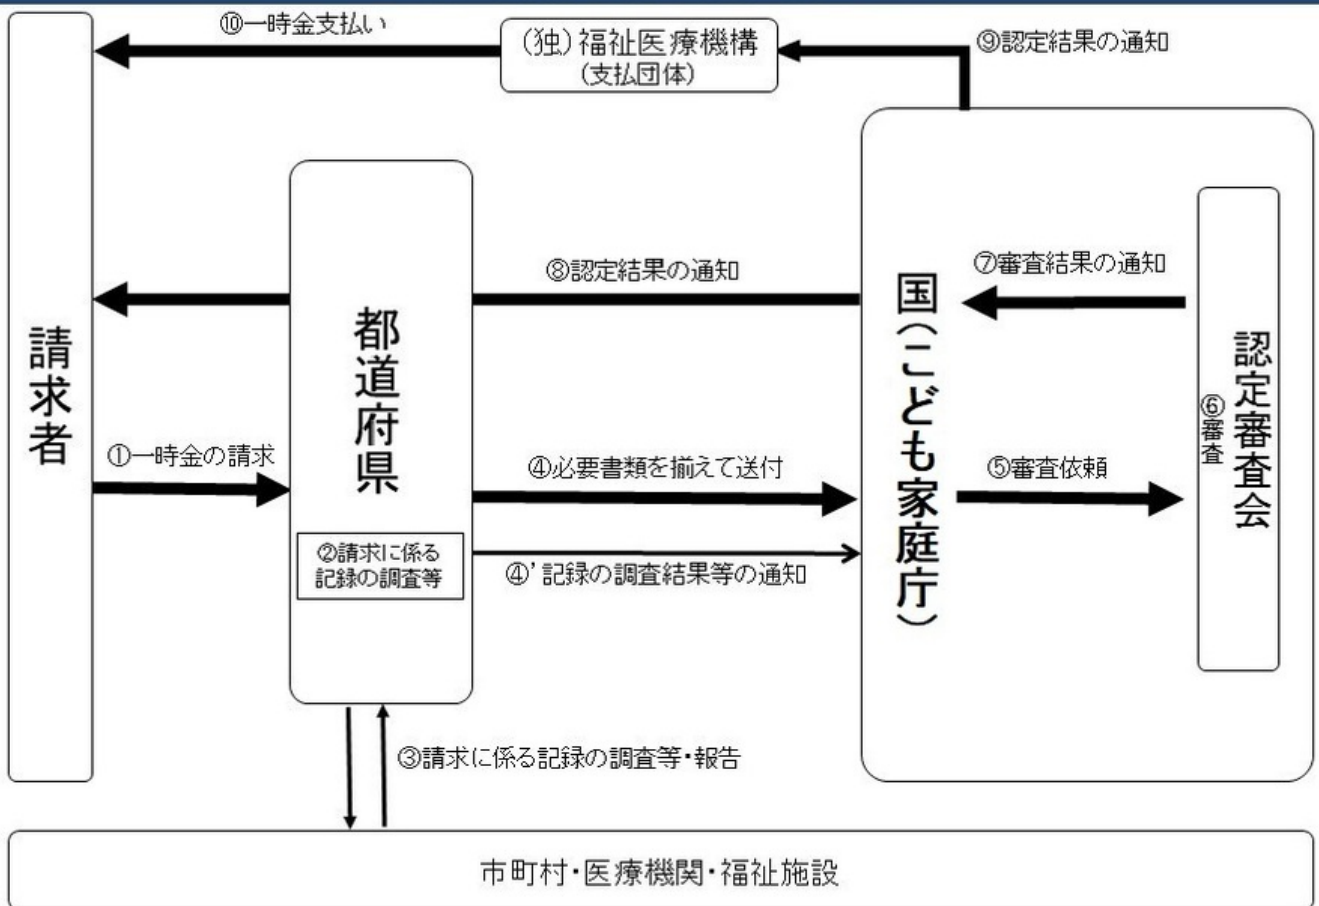 ⑩一時金支払い
(独)福祉医療機構
(支払団体)
⑨認定結果の通知
請求者
都道府県
⑧認定結果の通知
国(こども家庭庁)
⑦審査結果の通知
認定審査会
⑥審査
①一時金の請求
④必要書類を揃えて送付
⑤審査依頼
②請求に係る
記録の調査等
④'記録の調査結果等の通知
③請求に係る記録の調査等・報告
市町村・医療機関・福祉施設